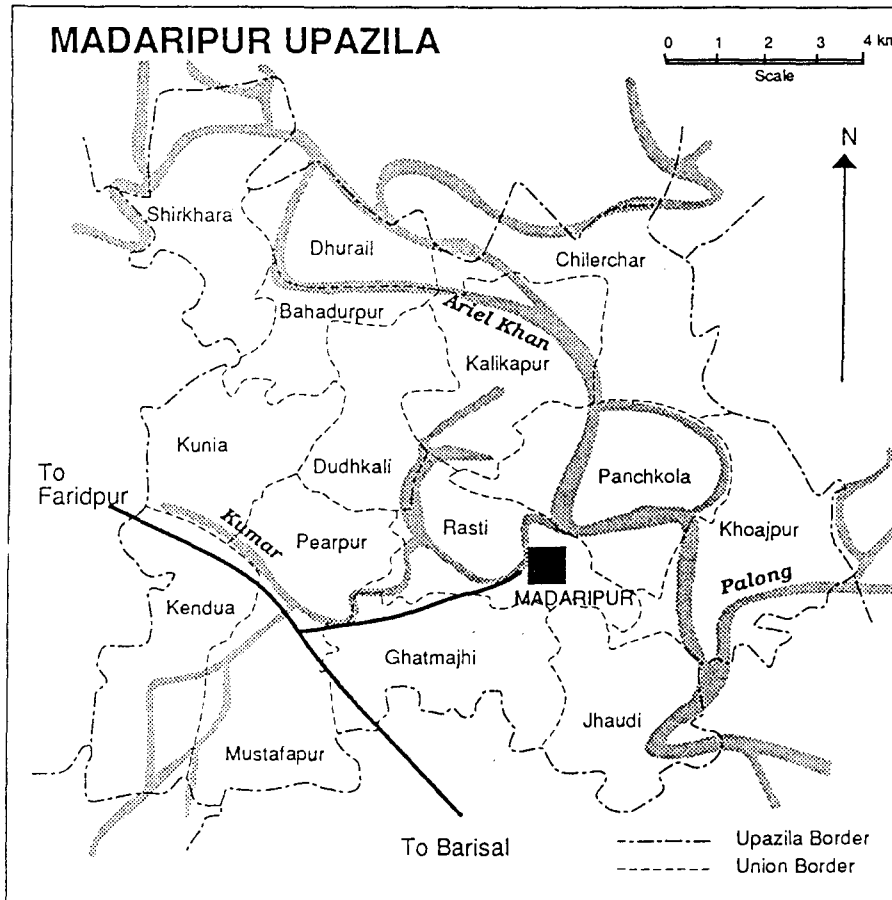 MADARIPUR UPAZILA
0 1 2 3 4 km
Scale
N
Shirkhara
Dhurail
Chilerchar
Bahadurpur
Ariel Khan
Kalikapur
Kunia
Dudhkali
Panchkola
To
Faridpur
Kumar
Pearpur
Rasti
Khoajpur
Palong
Kendua
MADARIPUR
Ghatmajhi
Jhaudi
Mustafapur
To Barisal
Upazila Border
Union Border